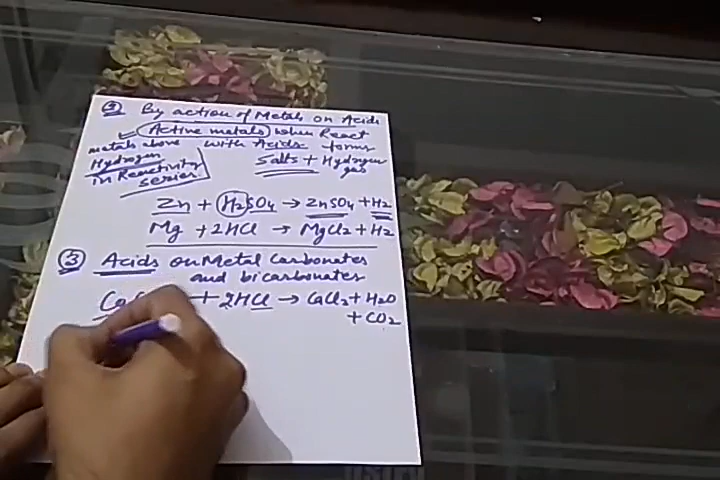 ② By action of Metals on Acids
Active metals when React
metals above with Acids forms
Hydrogen Salts + Hydrogen
in Reactivity gas
series
Zn + H2SO4 → ZnSO4 + H2
Mg + 2HCl → MgCl2 + H2
③ Acids on Metal Carbonates
and bicarbonates
+ 2HCl → CaCl2 + H2O
+ CO2